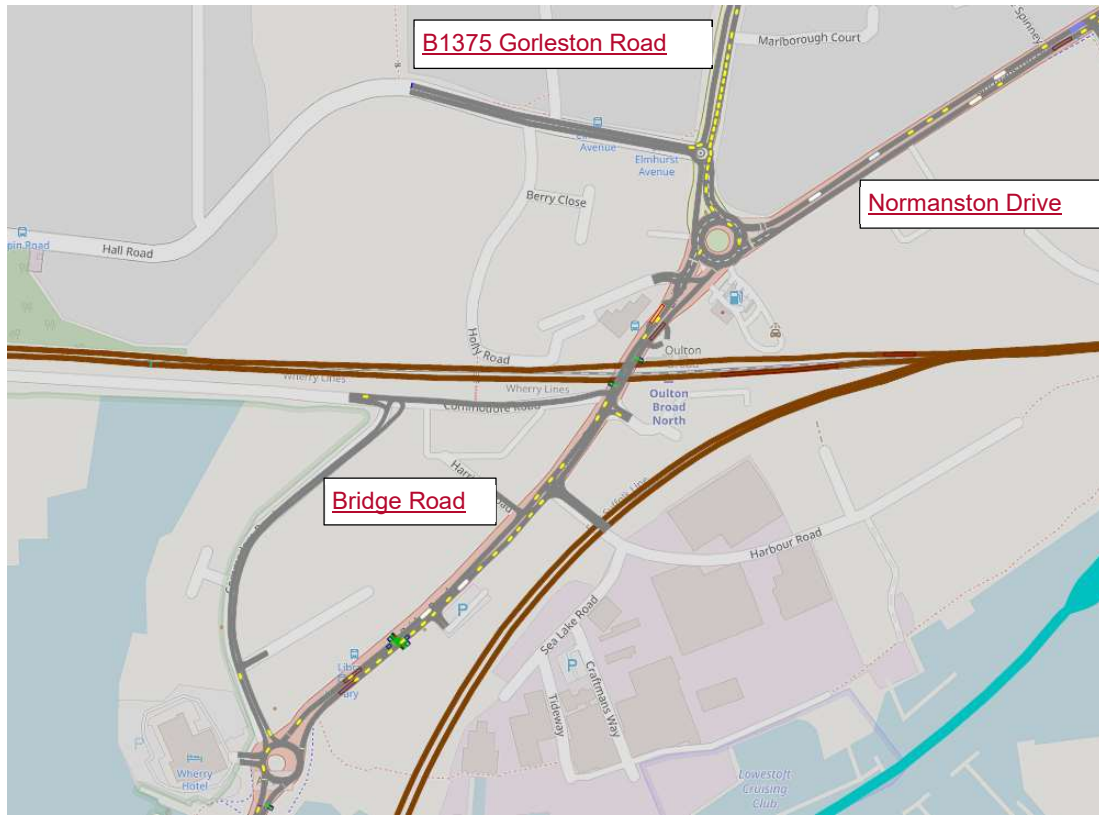 B1375 Gorleston Road
Marlborough Court
Spinney
Avenue
Elmhurst
Avenue
Normanston Drive
Berry Close
Hall Road
Holly Road
Oulton
Wherry Lines
Wherry Lines
Commodore Road
Oulton
Broad
North
Bridge Road
Harbour Road
Sea Lake Road
P
P
Tideway
Craftmans Way
P
Wherry
Hotel
Lowestoft
Cruising
Club